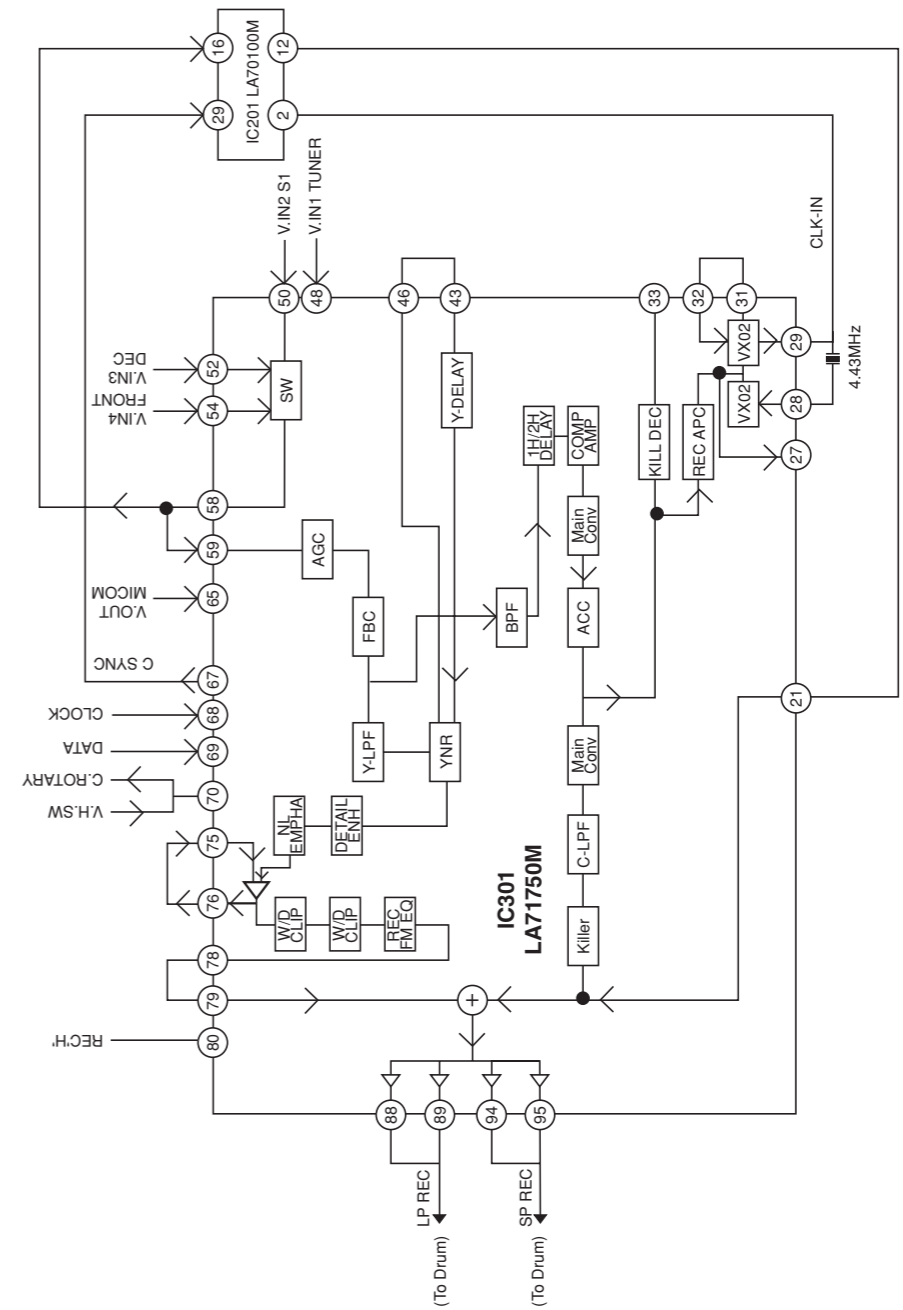 16
12
29
2
IC201 LA70100M
V.IN2 S1
V.IN1 TUNER
CLK-IN
50
48
46
43
33
32
31
V.IN3
DEC
V.IN4
FRONT
52
54
SW
Y-DELAY
VX02
VX02
29
28
27
4.43MHz
1H/2H
DELAY
COMP
AMP
KILL DEC
REC APC
58
59
AGC
Main
Conv
V.OUT
MICOM
65
FBC
BPF
ACC
C SYNC
67
CLOCK
68
DATA
69
Y-LPF
YNR
Main
Conv
21
C.ROTARY
V.H.SW
70
NL
EMPHA
DETAIL
ENH
75
76
C-LPF
IC301
LA71750M
W/D
CLIP
W/D
CLIP
REC
FM EQ
Killer
78
79
+
REC'H'
80
88
89
94
95
LP REC
SP REC
(To Drum)
(To Drum)